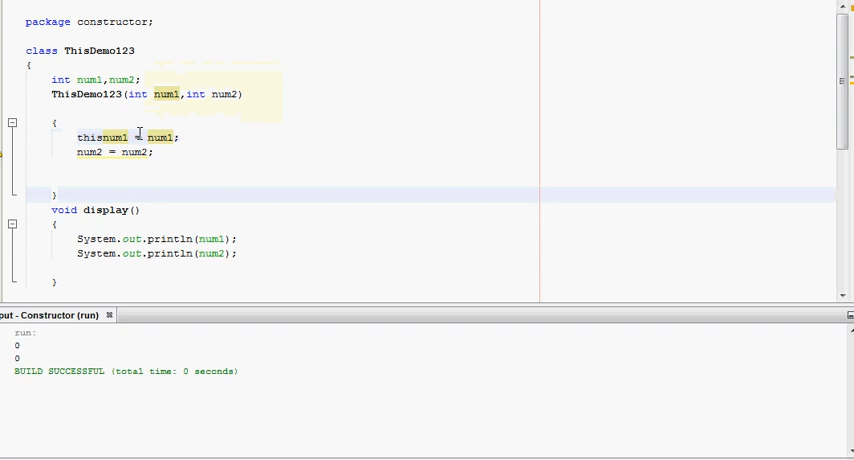 package constructor;
class ThisDemo123
{
int num1,num2;
ThisDemo123(int num1,int num2)
{
thisnum1 = num1;
num2 = num2;
}
void display()
{
System.out.println(num1);
System.out.println(num2);
}
put - Constructor (run)
run:
0
0
BUILD SUCCESSFUL (total time: 0 seconds)